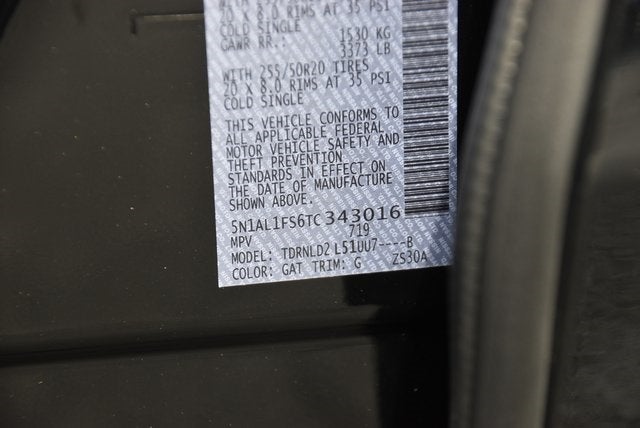 20 X 8.0 RIMS AT 35 PSI
COLD SINGLE
1530 KG
GAWR RR.: 3373 LB
WITH 255/50R20 TIRES
20 X 8.0 RIMS AT 35 PSI
COLD SINGLE
THIS VEHICLE CONFORMS TO
ALL APPLICABLE FEDERAL
MOTOR VEHICLE SAFETY AND
THEFT PREVENTION
STANDARDS IN EFFECT ON
THE DATE OF MANUFACTURE
SHOWN ABOVE.
5N1AL1FS6TC343016
MPV 719
MODEL: TDRNLD2 L51UU7----B
COLOR: GAT TRIM: G ZS30A